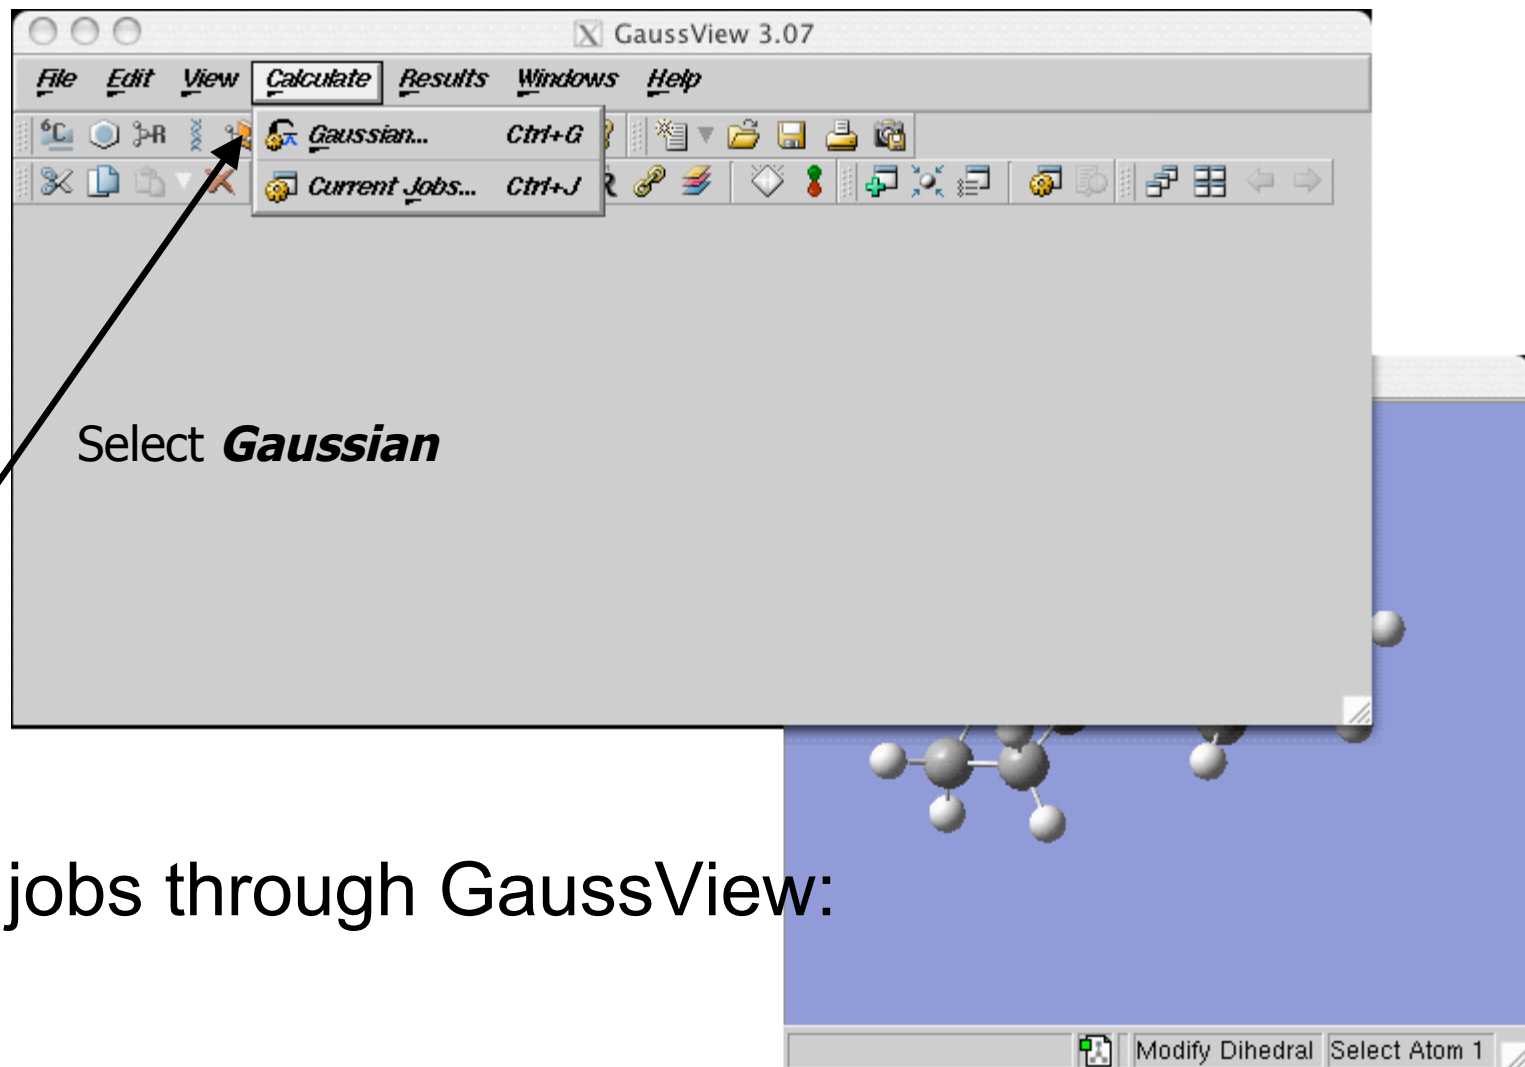 GaussView 3.07
File Edit View Calculate Results Windows Help
Gaussian... Ctrl+G
Current Jobs... Ctrl+J
Select Gaussian
jobs through GaussView:
Modify Dihedral Select Atom 1